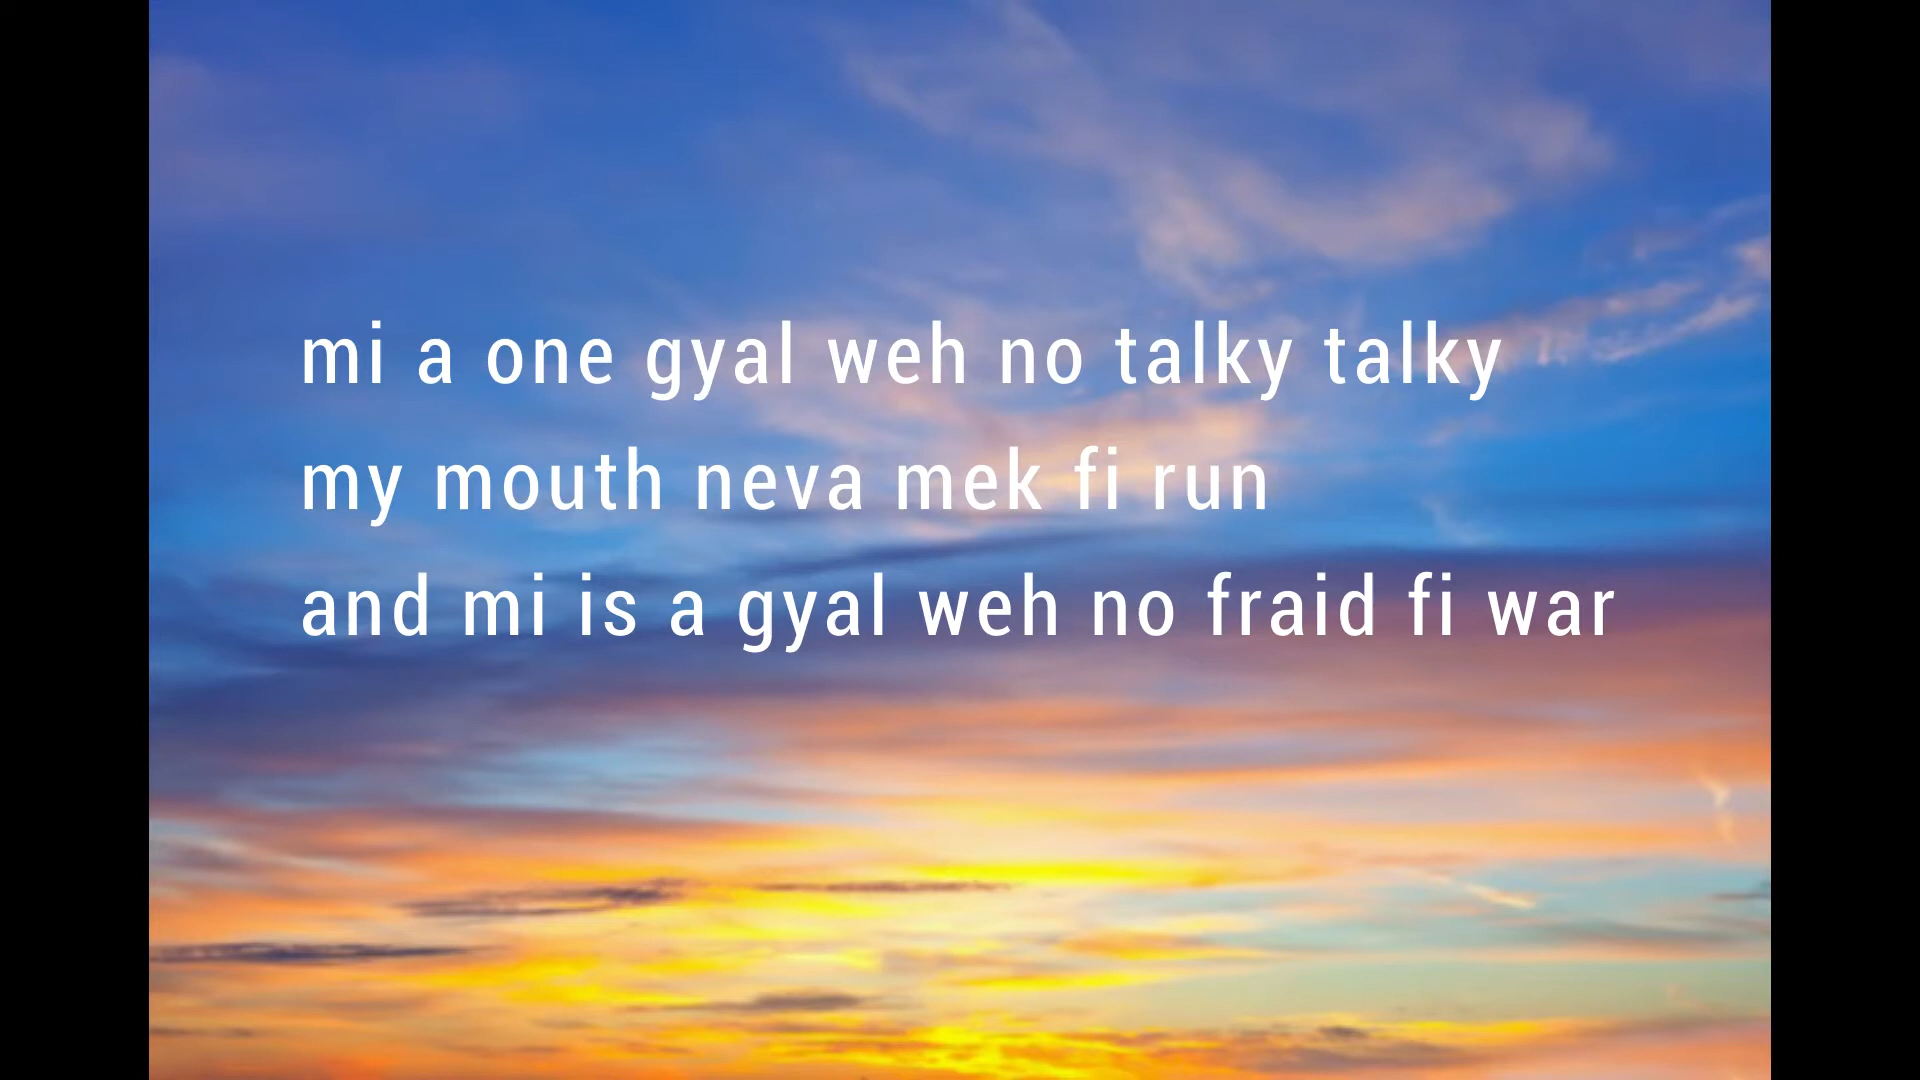 mi a one gyal weh no talky talky
my mouth neva mek fi run
and mi is a gyal weh no fraid fi war